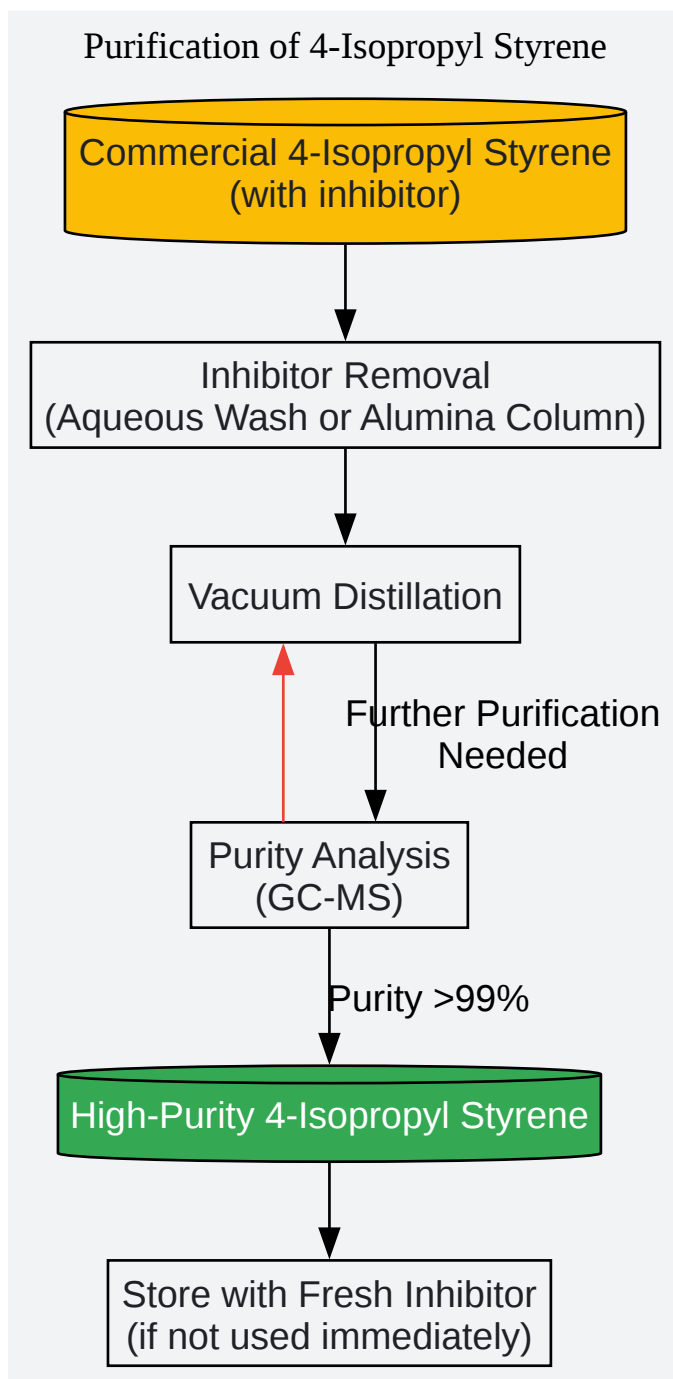 Purification of 4-Isopropyl Styrene
Commercial 4-Isopropyl Styrene
(with inhibitor)
Inhibitor Removal
(Aqueous Wash or Alumina Column)
Vacuum Distillation
Further Purification
Needed
Purity Analysis
(GC-MS)
Purity >99%
High-Purity 4-Isopropyl Styrene
Store with Fresh Inhibitor
(if not used immediately)